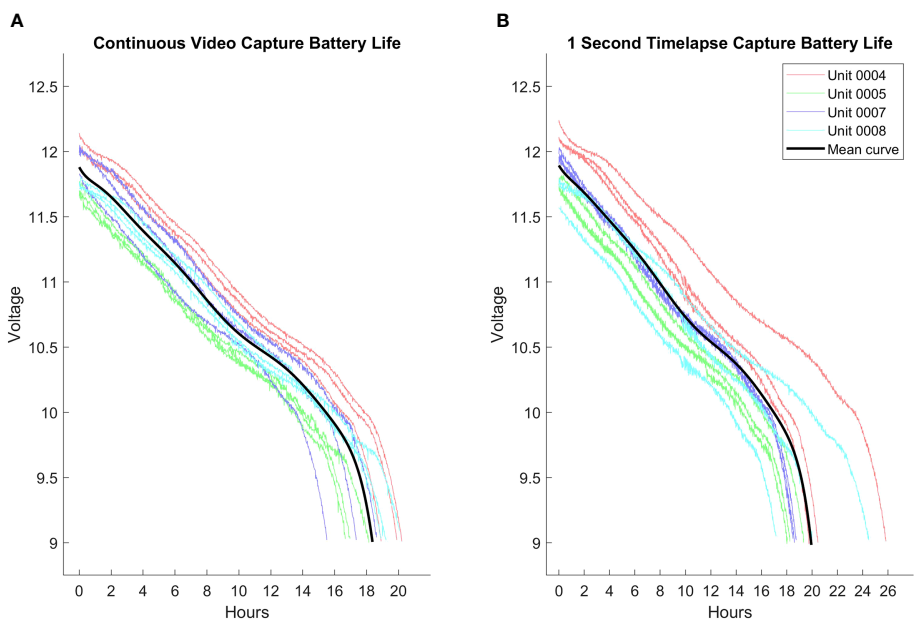 A
B
Continuous Video Capture Battery Life
1 Second Timelapse Capture Battery Life
Voltage
12.5
12
11.5
11
10.5
10
9.5
9
0 2 4 6 8 10 12 14 16 18 20
Hours
Voltage
12.5
12
11.5
11
10.5
10
9.5
9
0 2 4 6 8 10 12 14 16 18 20 22 24 26
Hours
Unit 0004
Unit 0005
Unit 0007
Unit 0008
Mean curve